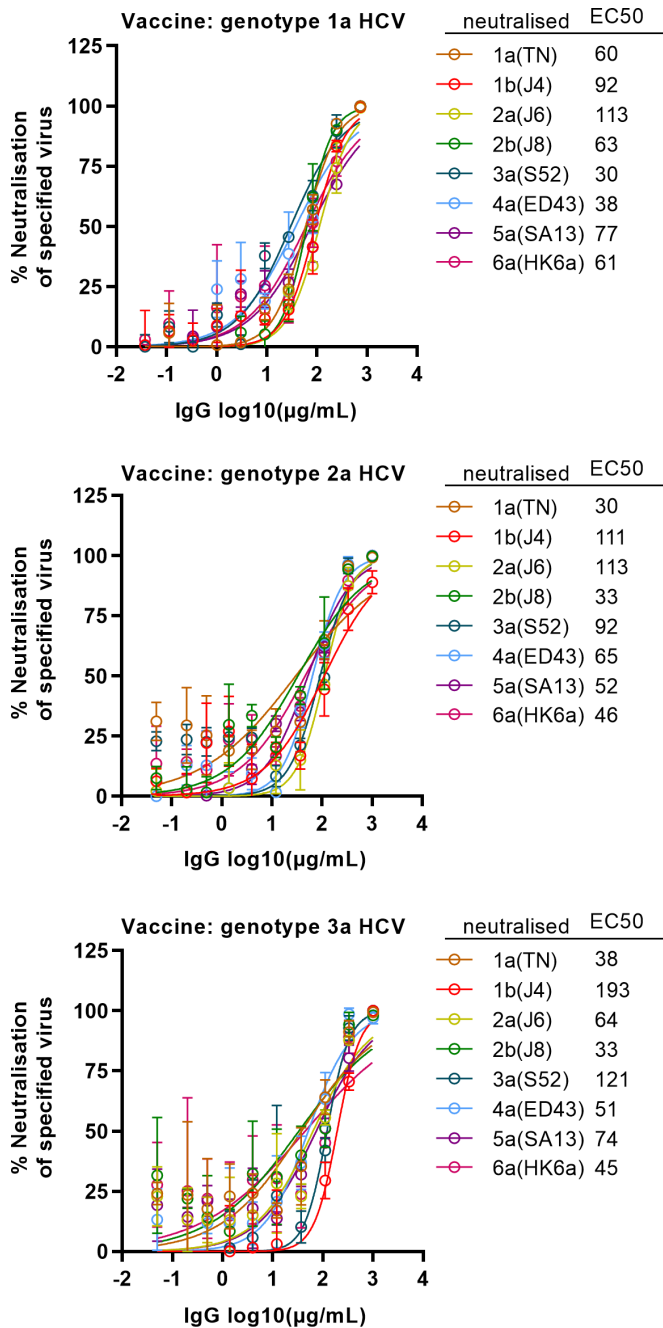 Vaccine: genotype 1a HCV
neutralised EC50
1a(TN) 60
1b(J4) 92
2a(J6) 113
2b(J8) 63
3a(S52) 30
4a(ED43) 38
5a(SA13) 77
6a(HK6a) 61
% Neutralisation
of specified virus
125
100
75
50
25
0
-2 -1 0 1 2 3 4
IgG log10(µg/mL)
Vaccine: genotype 2a HCV
neutralised EC50
1a(TN) 30
1b(J4) 111
2a(J6) 113
2b(J8) 33
3a(S52) 92
4a(ED43) 65
5a(SA13) 52
6a(HK6a) 46
% Neutralisation
of specified virus
125
100
75
50
25
0
-2 -1 0 1 2 3 4
IgG log10(µg/mL)
Vaccine: genotype 3a HCV
neutralised EC50
1a(TN) 38
1b(J4) 193
2a(J6) 64
2b(J8) 33
3a(S52) 121
4a(ED43) 51
5a(SA13) 74
6a(HK6a) 45
% Neutralisation
of specified virus
125
100
75
50
25
0
-2 -1 0 1 2 3 4
IgG log10(µg/mL)